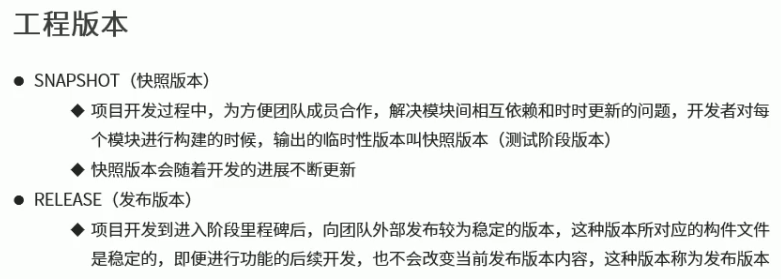 工程版本
● SNAPSHOT（快照版本）
◆ 项目开发过程中，为方便团队成员合作，解决模块间相互依赖和时时更新的问题，开发者对每
个模块进行构建的时候，输出的临时性版本叫快照版本（测试阶段版本）
◆ 快照版本会随着开发的进展不断更新
● RELEASE（发布版本）
◆ 项目开发到进入阶段里程碑后，向团队外部发布较为稳定的版本，这种版本所对应的构件文件
是稳定的，即便进行功能的后续开发，也不会改变当前发布版本内容，这种版本称为发布版本